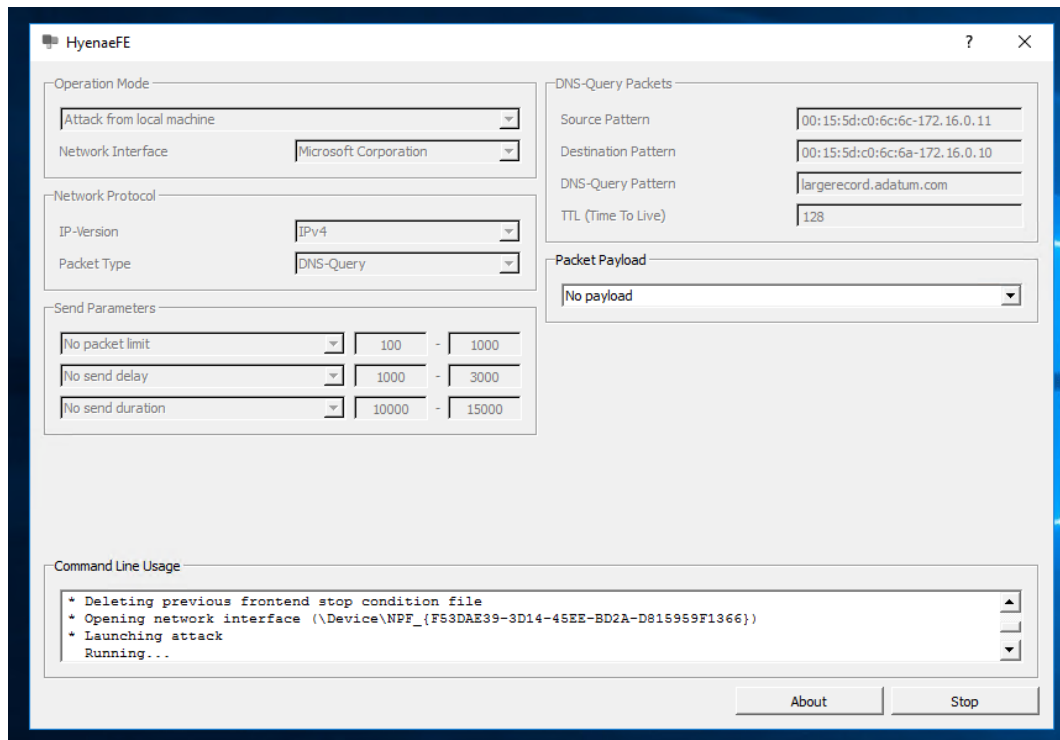 HyenaeFE
?
Operation Mode
Attack from local machine
Network Interface
Microsoft Corporation
Network Protocol
IP-Version
IPv4
Packet Type
DNS-Query
Send Parameters
No packet limit
100 - 1000
No send delay
1000 - 3000
No send duration
10000 - 15000
DNS-Query Packets
Source Pattern
00:15:5d:c0:6c:6c-172.16.0.11
Destination Pattern
00:15:5d:c0:6c:6a-172.16.0.10
DNS-Query Pattern
largerecord.adatum.com
TTL (Time To Live)
128
Packet Payload
No payload
Command Line Usage
* Deleting previous frontend stop condition file
* Opening network interface (\Device\NPF_{F53DAE39-3D14-45EE-BD2A-D815959F1366})
* Launching attack
Running...
About
Stop